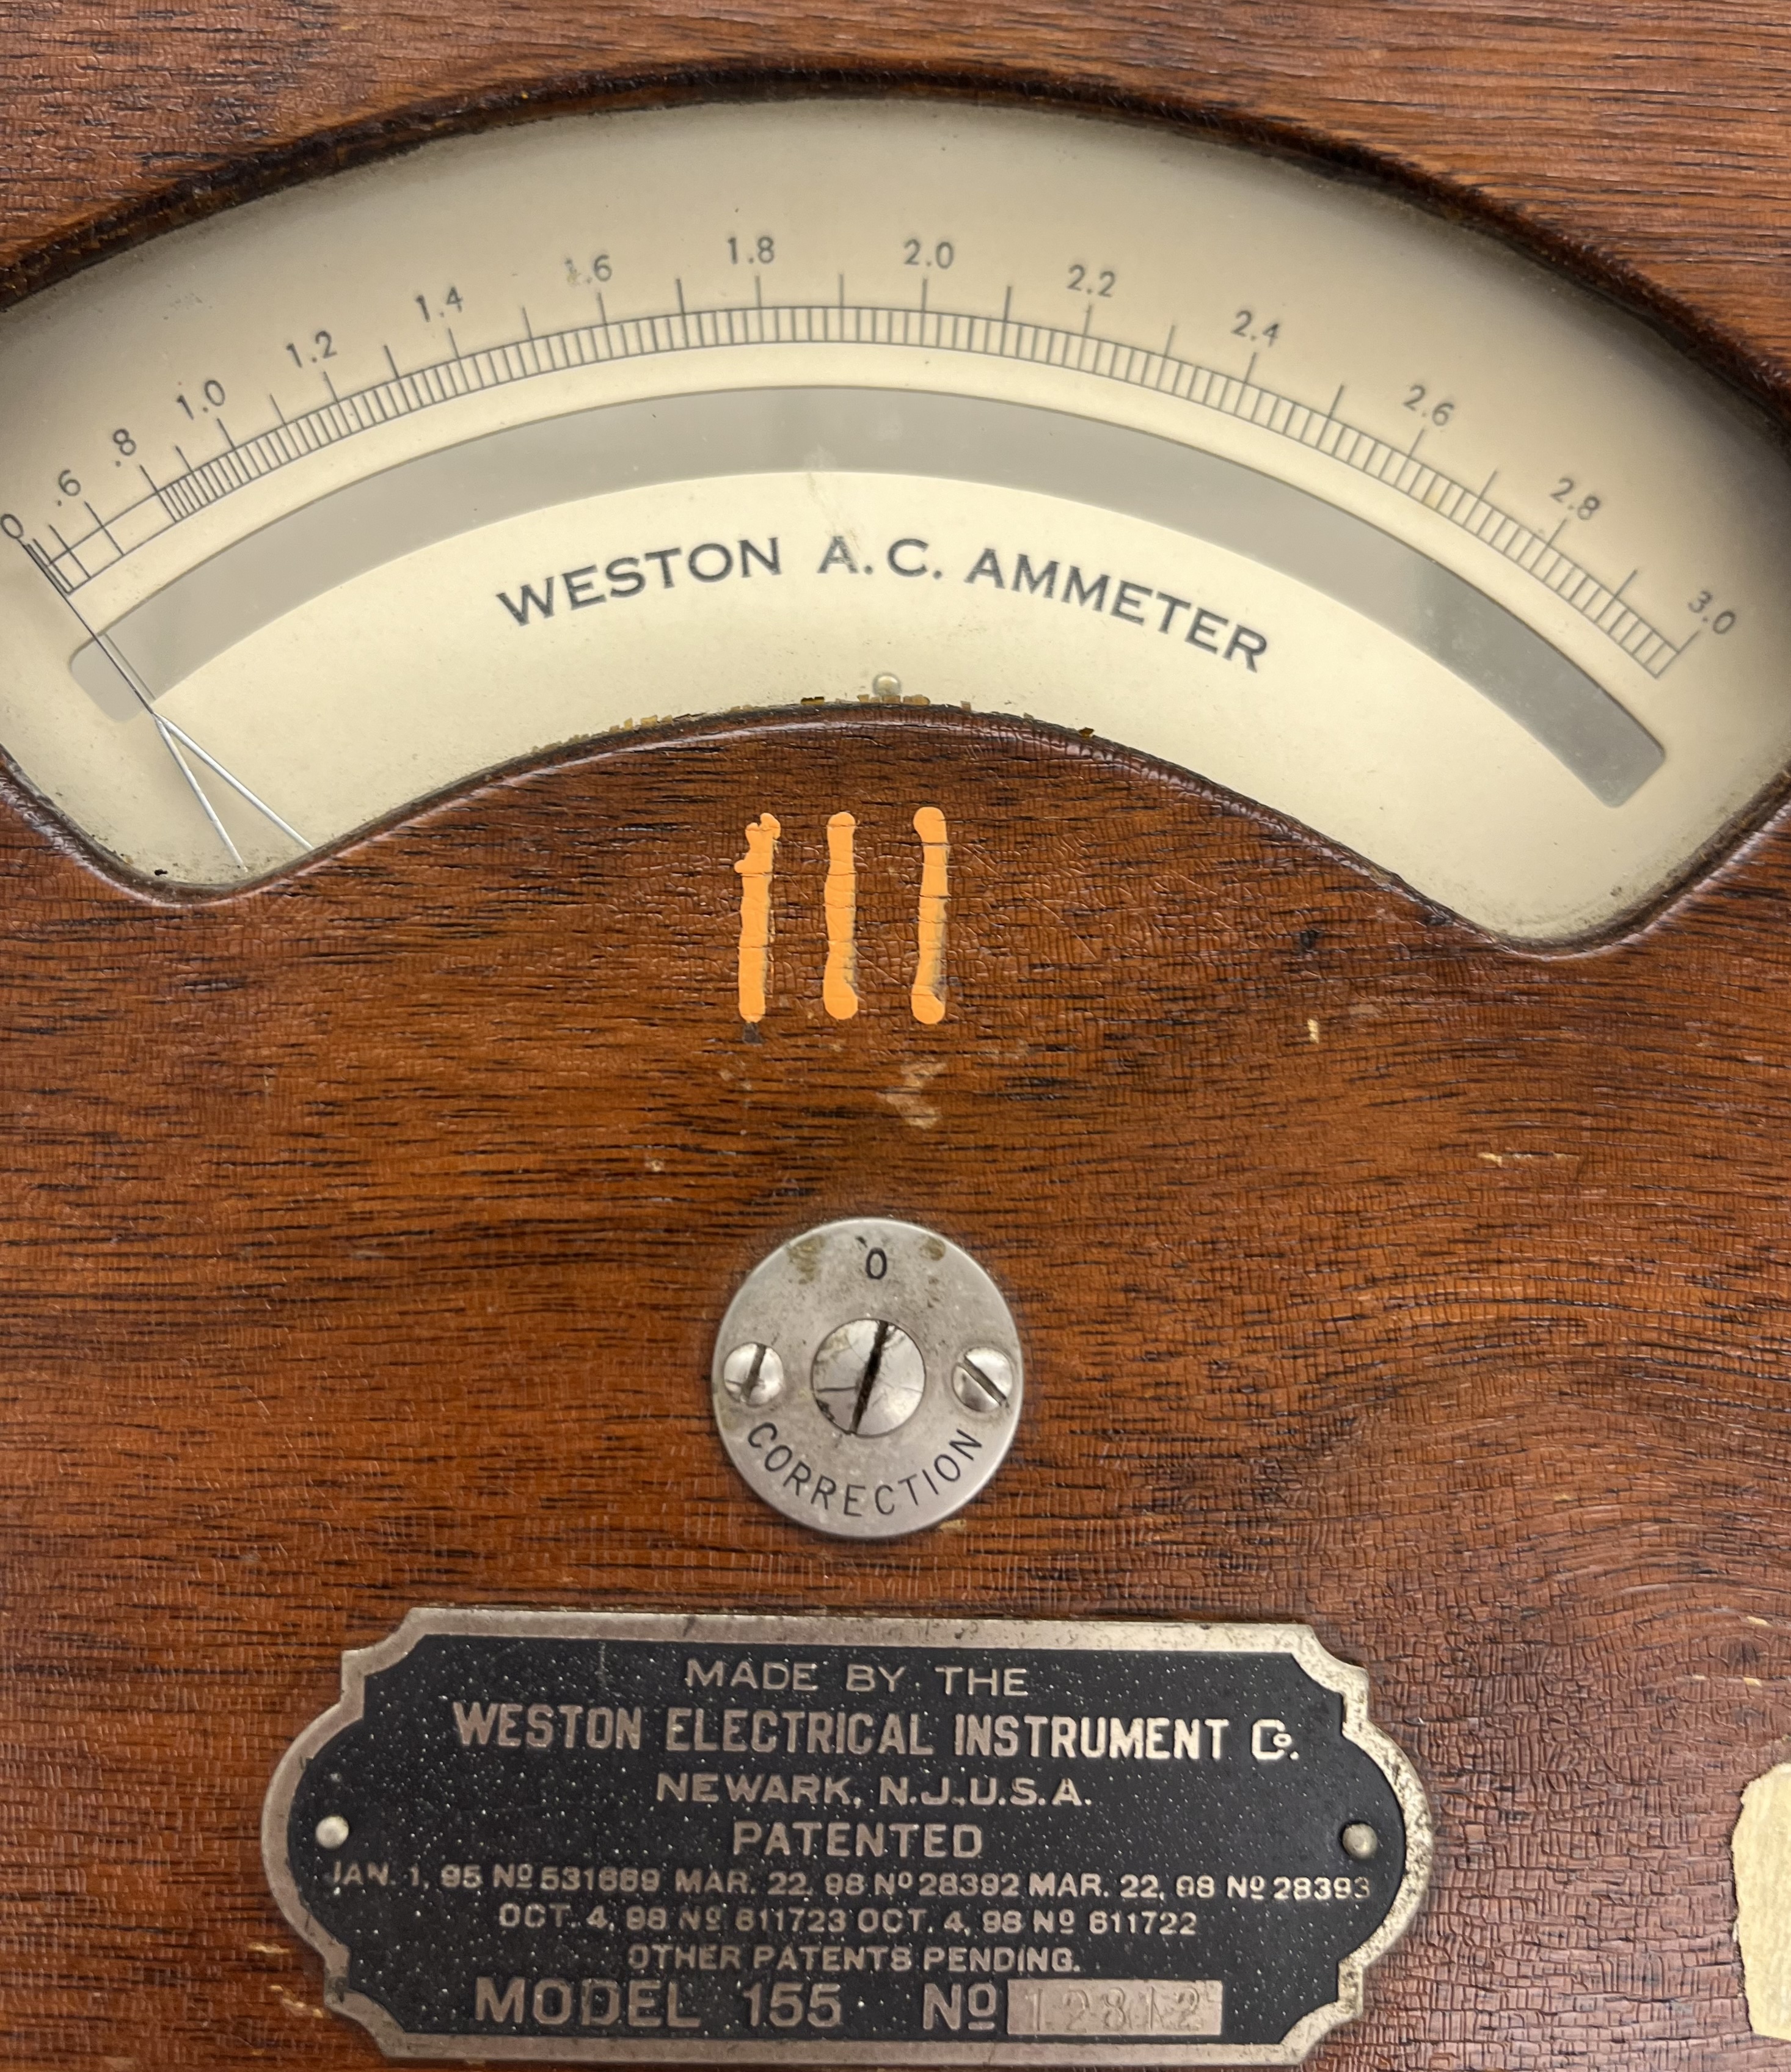 0 .6 .8 1.0 1.2 1.4 1.6 1.8 2.0 2.2 2.4 2.6 2.8 3.0
WESTON A.C. AMMETER
111
0
CORRECTION
MADE BY THE
WESTON ELECTRICAL INSTRUMENT Co.
NEWARK, N.J., U.S.A.
PATENTED
JAN. 1, 95 No 531669 MAR. 22, 98 No 28392 MAR. 22, 98 No 28393
OCT. 4, 98 No 611723 OCT. 4, 98 No 611722
OTHER PATENTS PENDING.
MODEL 155 No 12812